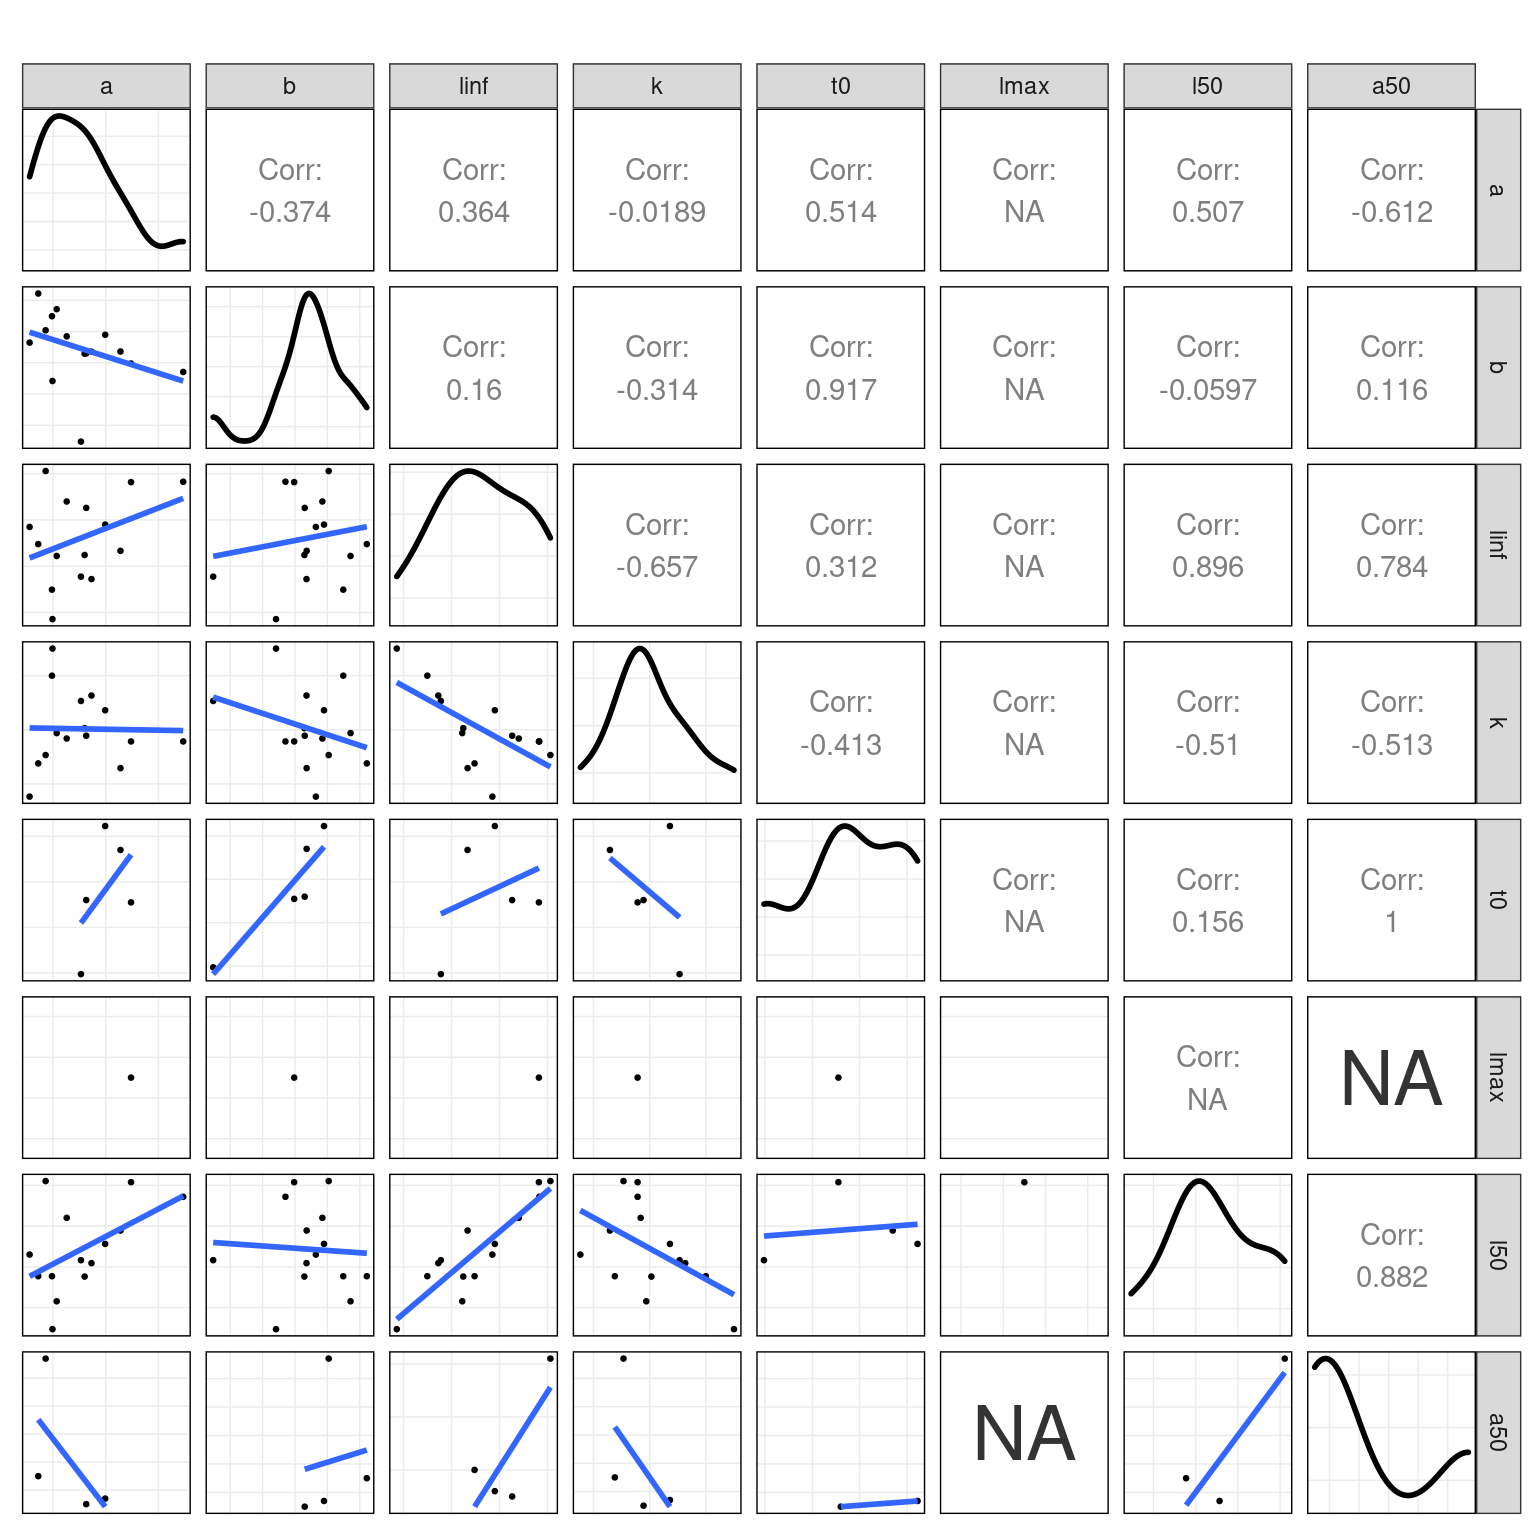 a b linf k t0 lmax l50 a50
Corr: Corr: Corr: Corr: Corr: Corr: Corr:
-0.374 0.364 -0.0189 0.514 NA 0.507 -0.612
a
Corr: Corr: Corr: Corr: Corr: Corr:
0.16 -0.314 0.917 NA -0.0597 0.116
b
Corr: Corr: Corr: Corr: Corr:
-0.657 0.312 NA 0.896 0.784
linf
Corr: Corr: Corr: Corr:
-0.413 NA -0.51 -0.513
k
Corr: Corr: Corr:
NA 0.156 1
t0
Corr:
NA
NA
lmax
Corr:
0.882
l50
NA
a50